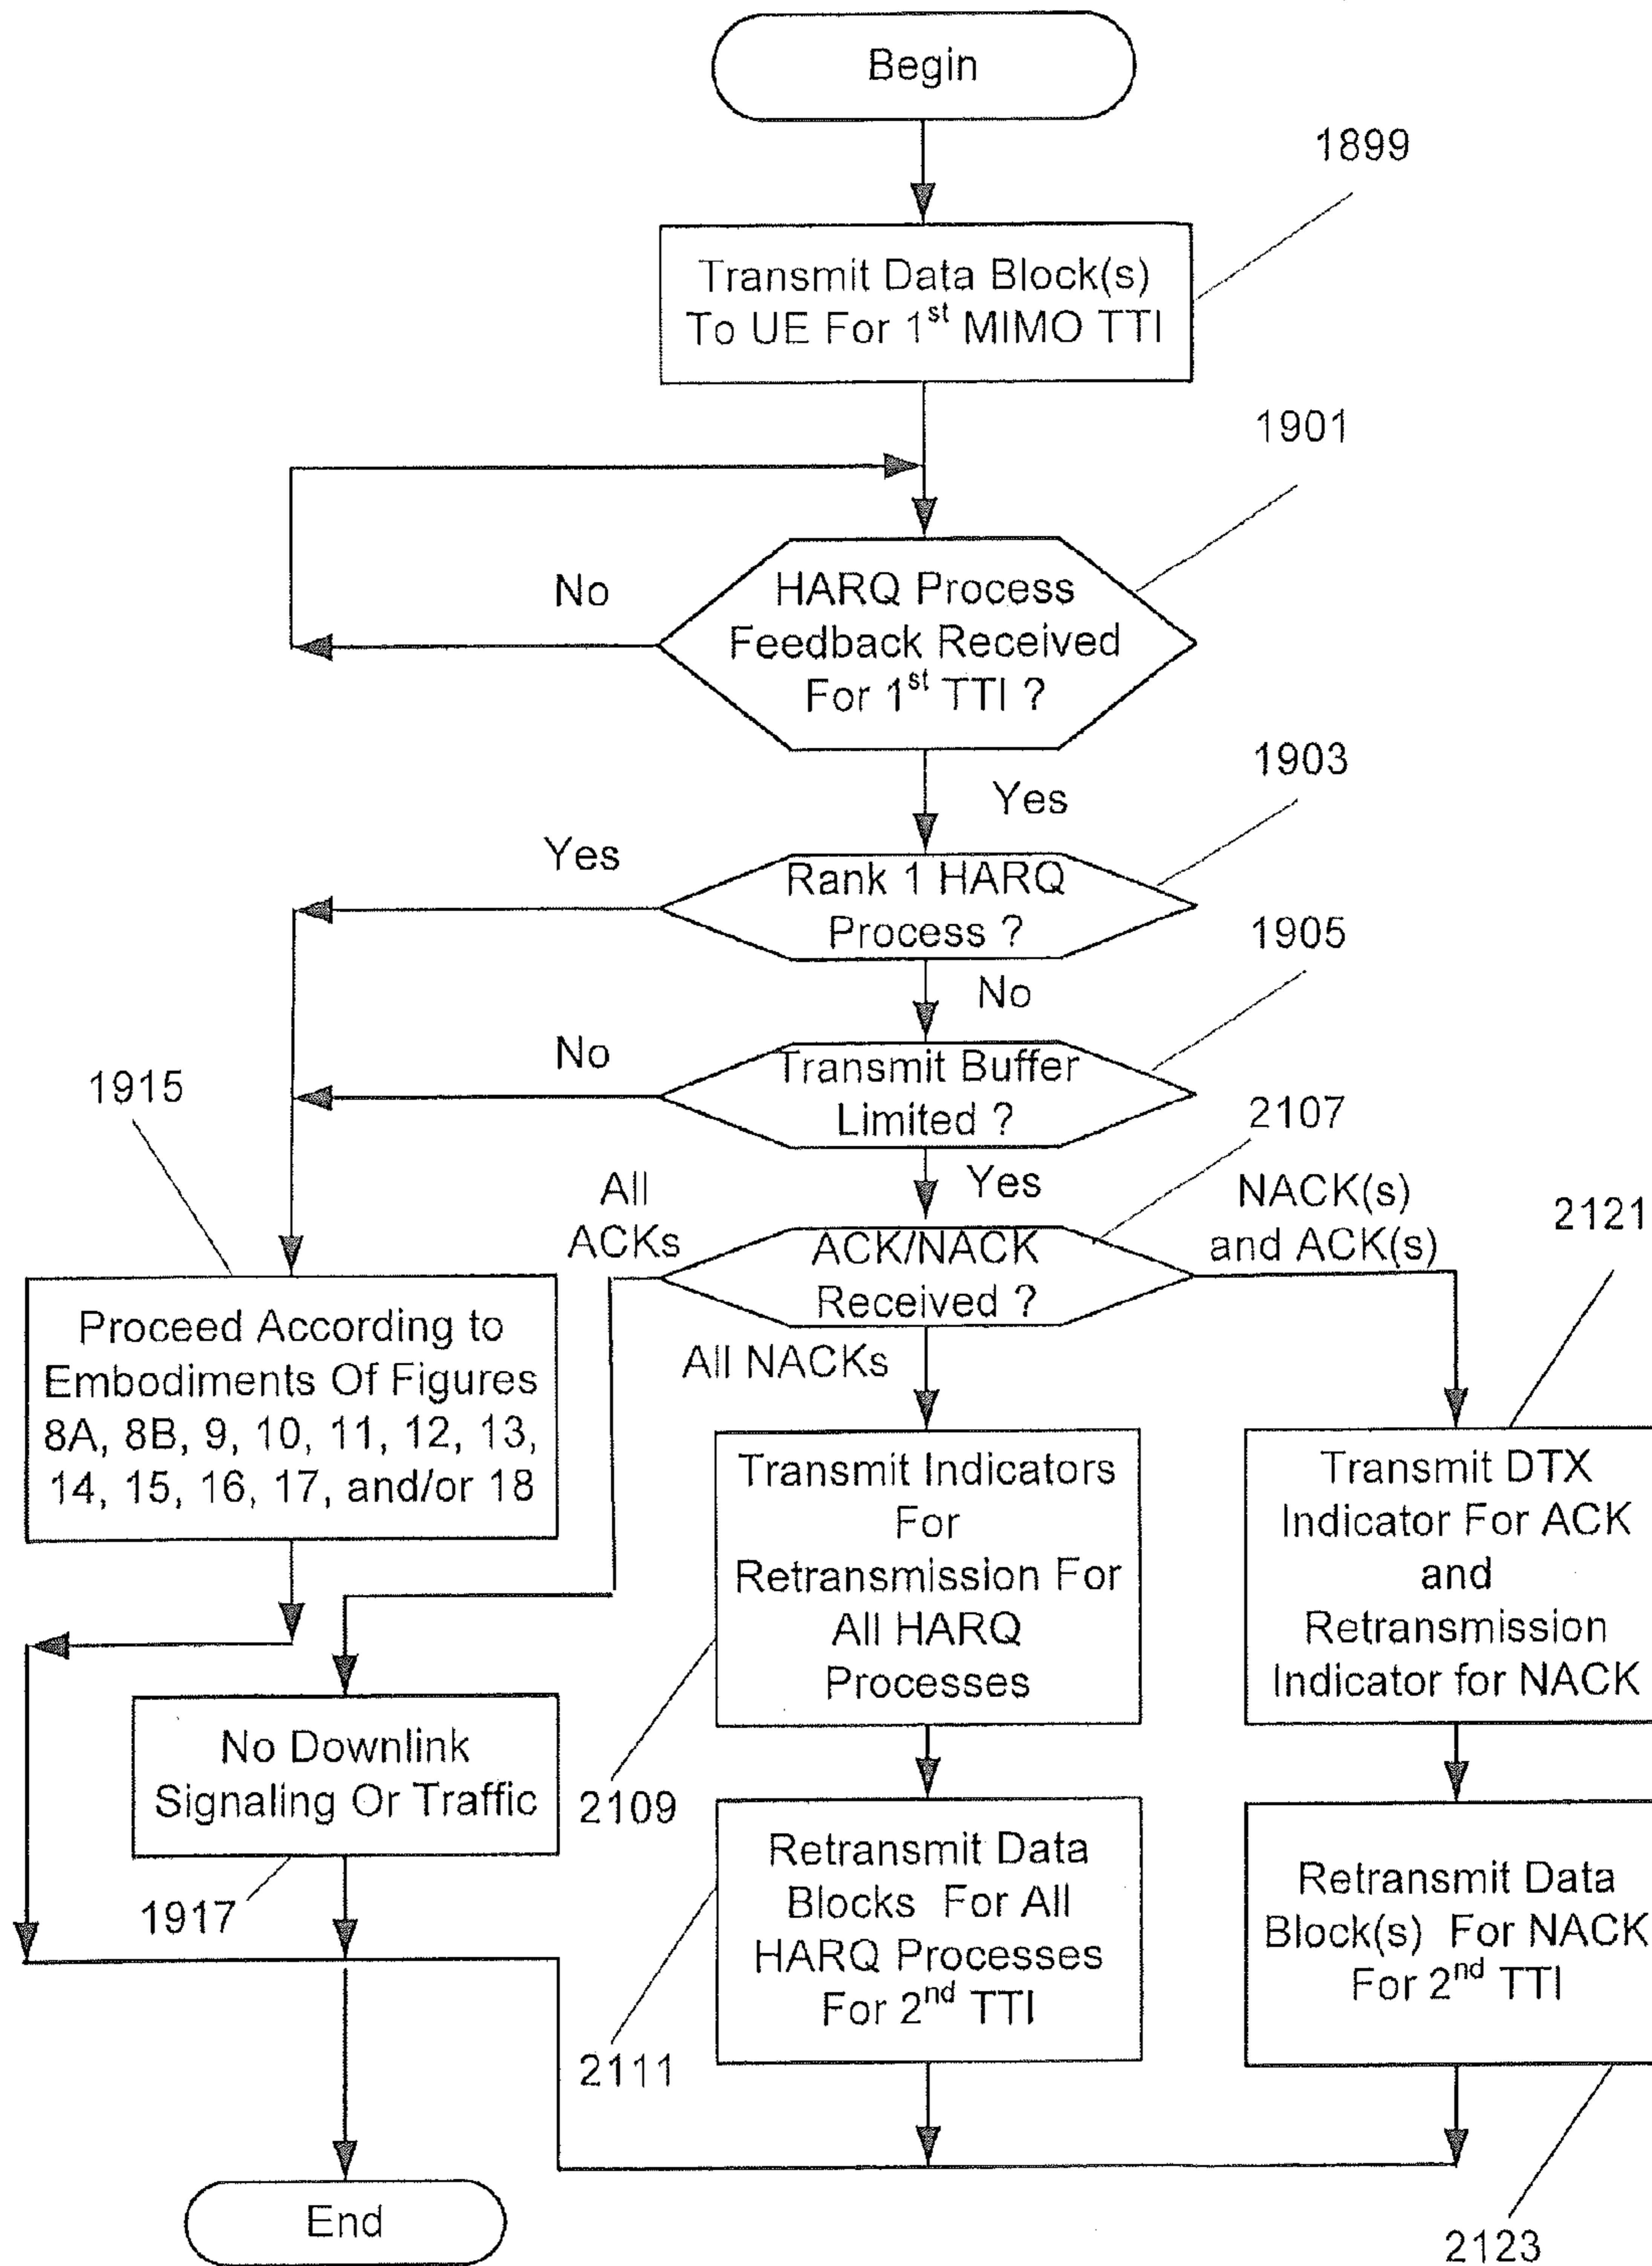 Begin
1899
Transmit Data Block(s)
To UE For 1st MIMO TTI
1901
HARQ Process
Feedback Received
For 1st TTI ?
No
Yes
1903
Rank 1 HARQ
Process ?
Yes
No
1905
Transmit Buffer
Limited ?
No
Yes
2107
ACK/NACK
Received ?
All
ACKs
All NACKs
NACK(s)
and ACK(s)
1915
Proceed According to
Embodiments Of Figures
8A, 8B, 9, 10, 11, 12, 13,
14, 15, 16, 17, and/or 18
No Downlink
Signaling Or Traffic
1917
Transmit Indicators
For
Retransmission For
All HARQ
Processes
2109
Retransmit Data
Blocks For All
HARQ Processes
For 2nd TTI
2111
2121
Transmit DTX
Indicator For ACK
and
Retransmission
Indicator for NACK
Retransmit Data
Block(s) For NACK
For 2nd TTI
2123
End